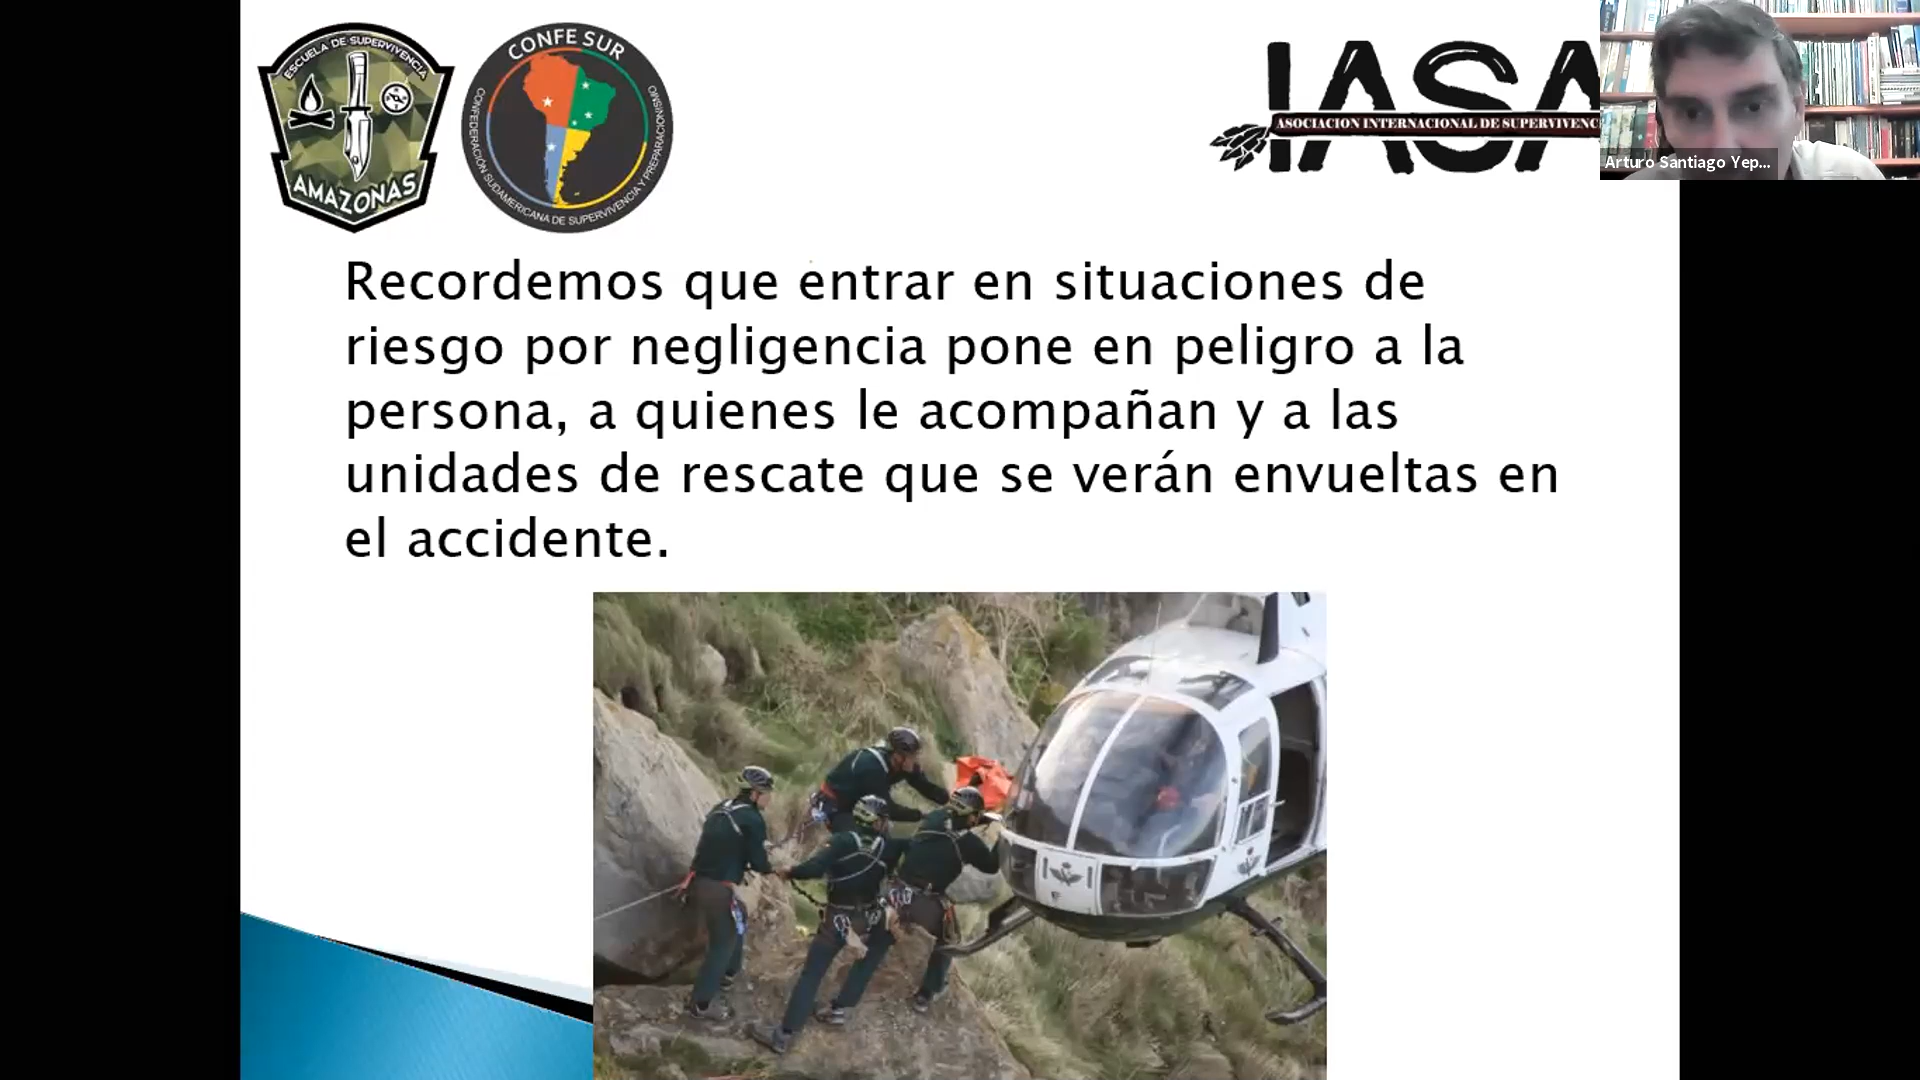 ESCUELA DE SUPERVIVENCIA
AMAZONAS
CONFE SUR
CONFEDERACIÓN SUDAMERICANA DE SUPERVIVENCIA Y PREPARACIONISMO
IASA
ASOCIACION INTERNACIONAL DE SUPERVIVENC
Arturo Santiago Yep...
Recordemos que entrar en situaciones de
riesgo por negligencia pone en peligro a la
persona, a quienes le acompañan y a las
unidades de rescate que se verán envueltas en
el accidente.